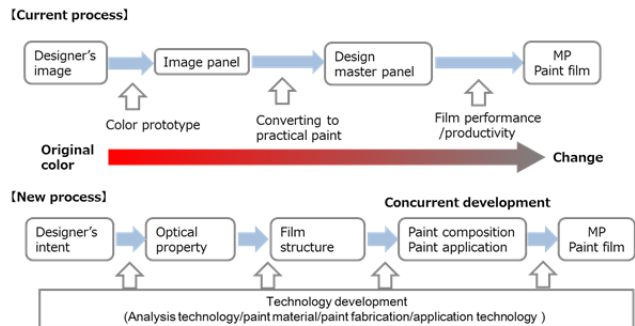 【Current process】
Designer's
image
Image panel
Design
master panel
MP
Paint film
Color prototype
Converting to
practical paint
Film performance
/productivity
Original
color
Change
【New process】
Concurrent development
Designer's
intent
Optical
property
Film
structure
Paint composition
Paint application
MP
Paint film
Technology development
(Analysis technology/paint material/paint fabrication/application technology )